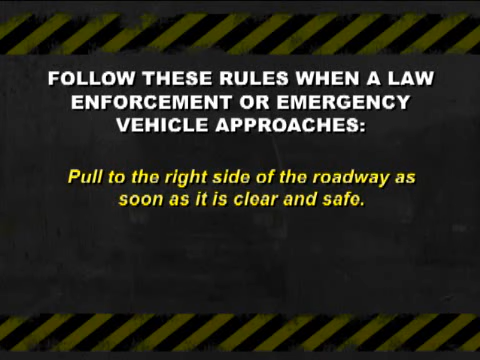 FOLLOW THESE RULES WHEN A LAW
ENFORCEMENT OR EMERGENCY
VEHICLE APPROACHES:
Pull to the right side of the roadway as
soon as it is clear and safe.